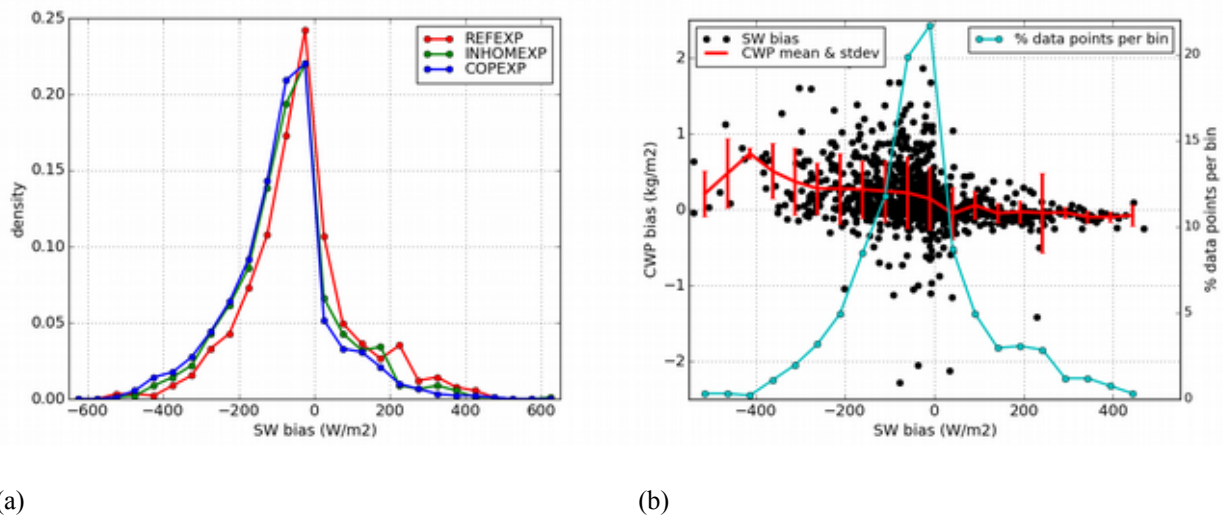 0.25
0.20
0.15
0.10
0.05
0.00
density
−600 −400 −200 0 200 400 600
SW bias (W/m2)
REFEXP
INHOMEXP
COPEXP
2
1
0
−1
−2
CWP bias (kg/m2)
SW bias
CWP mean & stdev
% data points per bin
20
15
10
5
0
% data points per bin
−400 −200 0 200 400
SW bias (W/m2)
(a) (b)